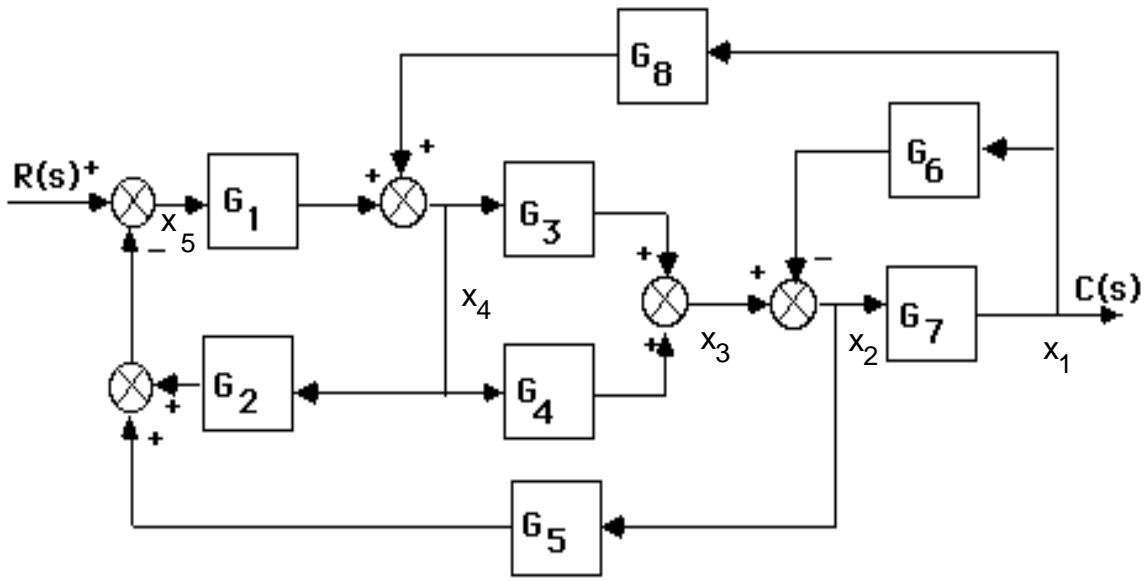 G8
+
G6
R(s)+
+
x5
G1
G3
−
+
−
+
x4
x3
x2
G7
C(s)
x1
+
G2
+
G4
+
G5